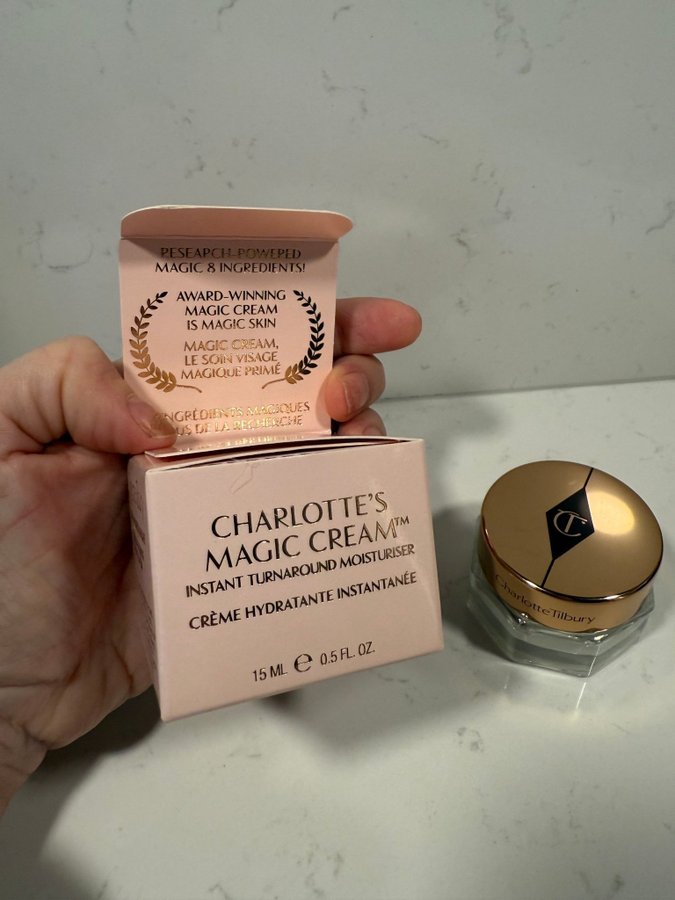 RESEARCH-POWERED
MAGIC 8 INGREDIENTS!
AWARD-WINNING
MAGIC CREAM
IS MAGIC SKIN
MAGIC CREAM,
LE SOIN VISAGE
MAGIQUE PRIMÉ
INGRÉDIENTS MAGIQUES
DE LA RECHERCHE
CHARLOTTE'S
MAGIC CREAM™
INSTANT TURNAROUND MOISTURISER
CRÈME HYDRATANTE INSTANTANÉE
15 ML ℮ 0.5 FL. OZ.
CT
Charlotte Tilbury